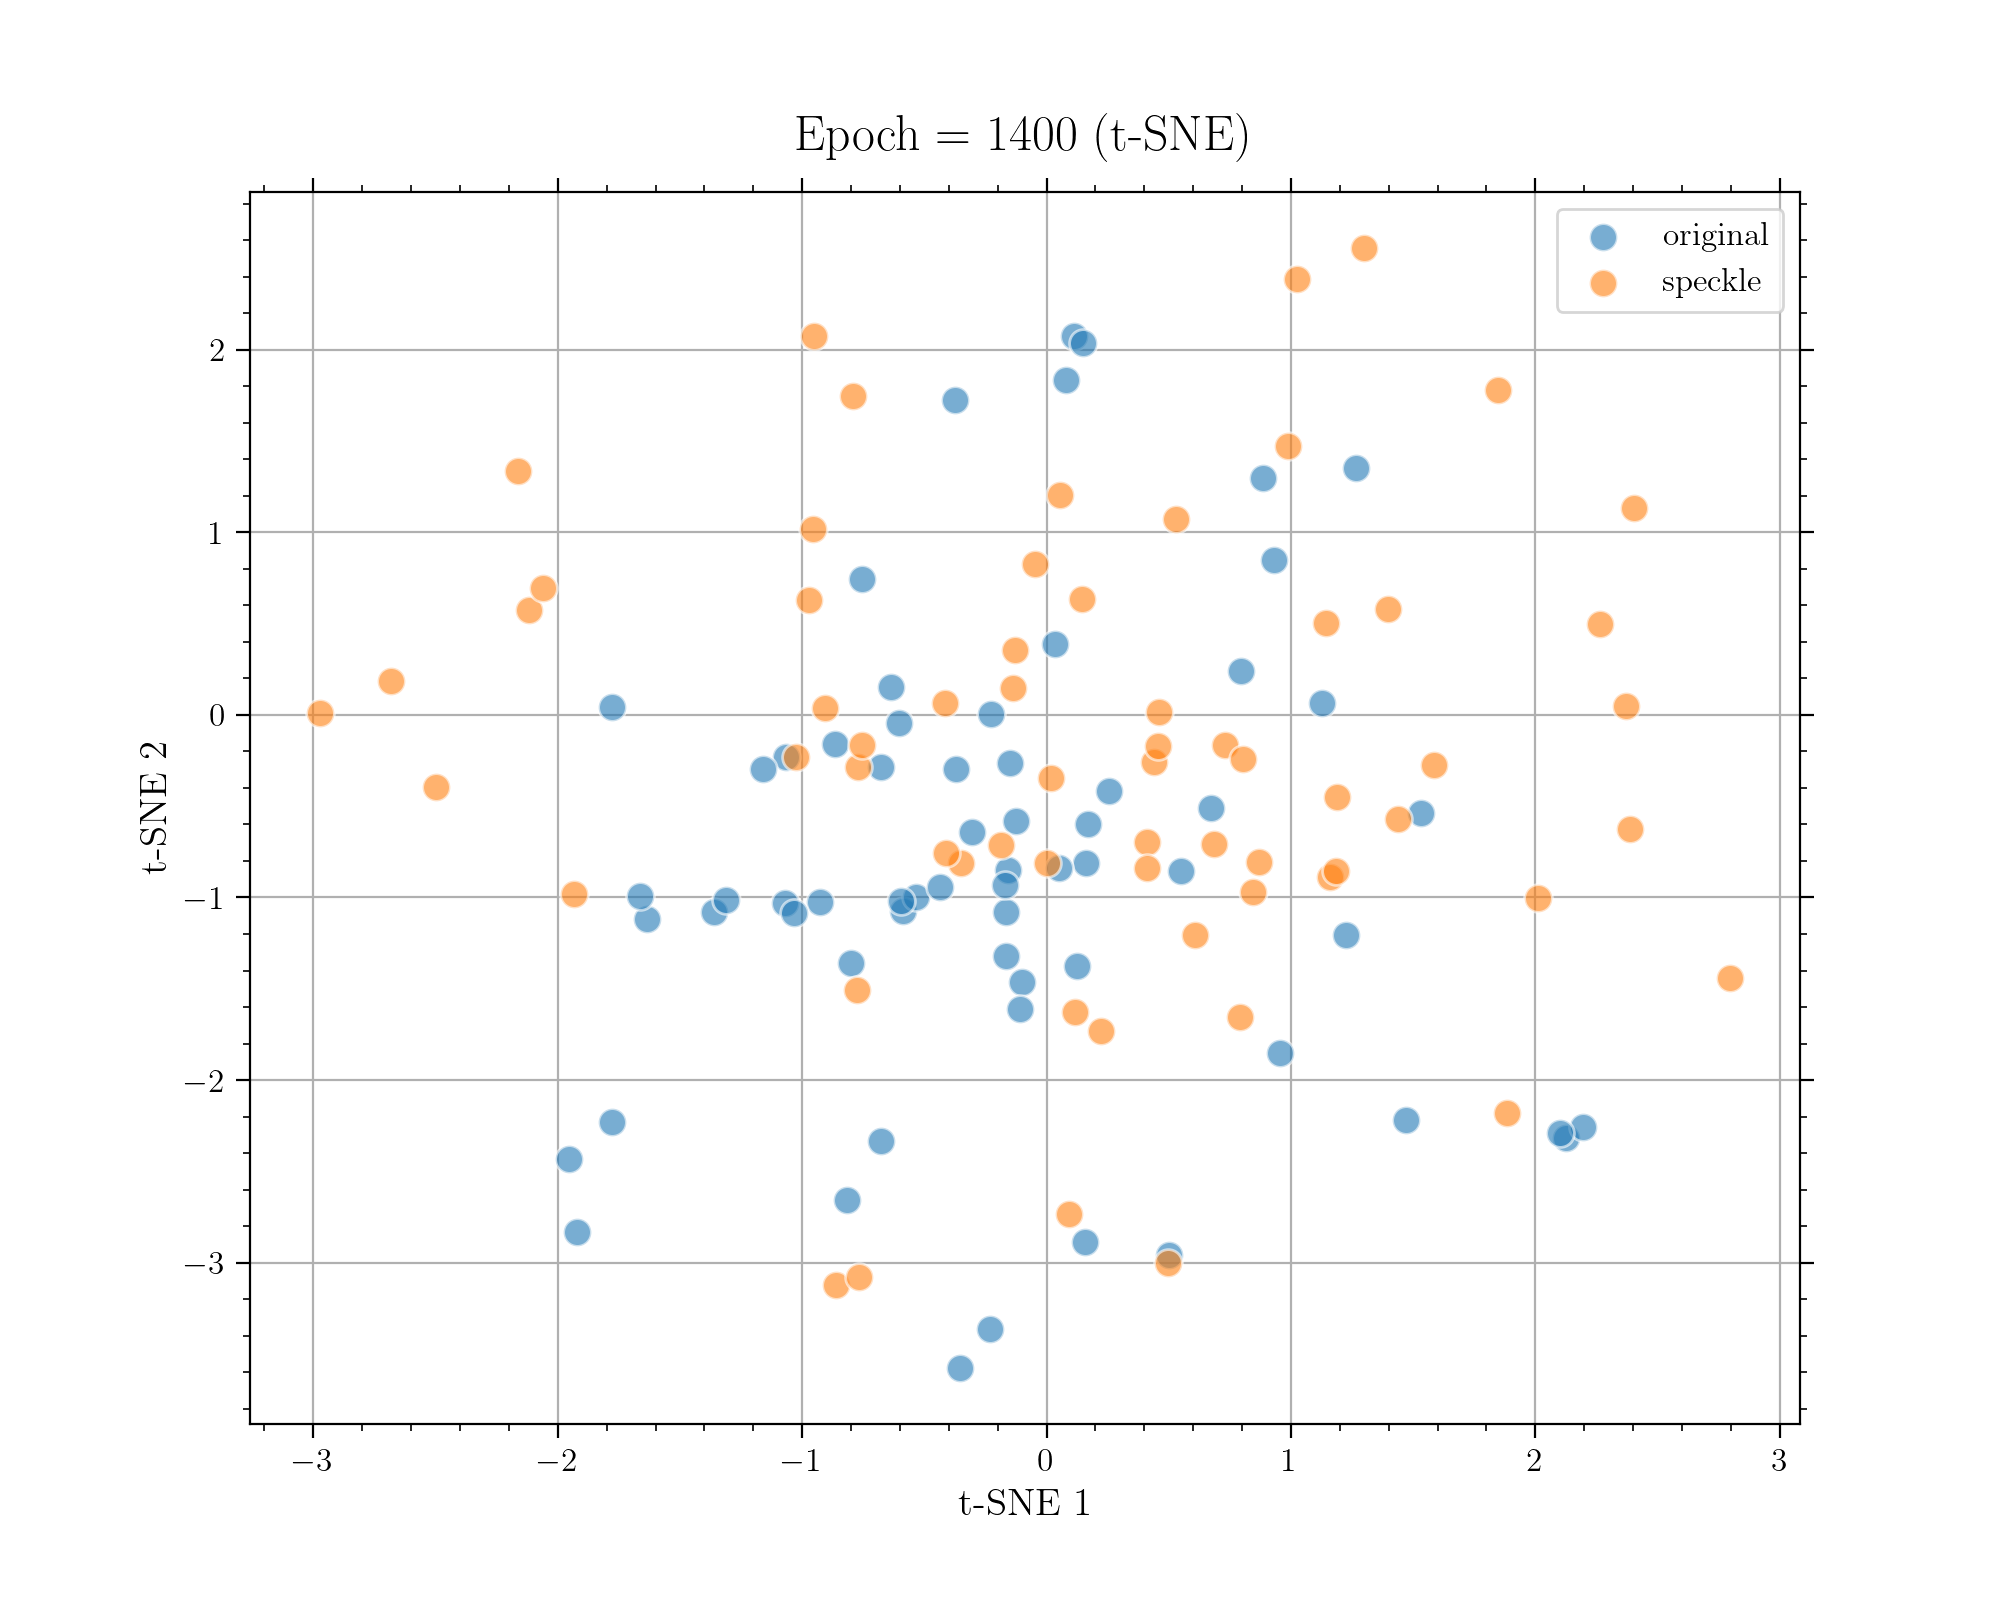 Epoch = 1400 (t-SNE)
original
speckle
2
1
0
−1
−2
−3
t-SNE 2
−3
−2
−1
0
1
2
3
t-SNE 1